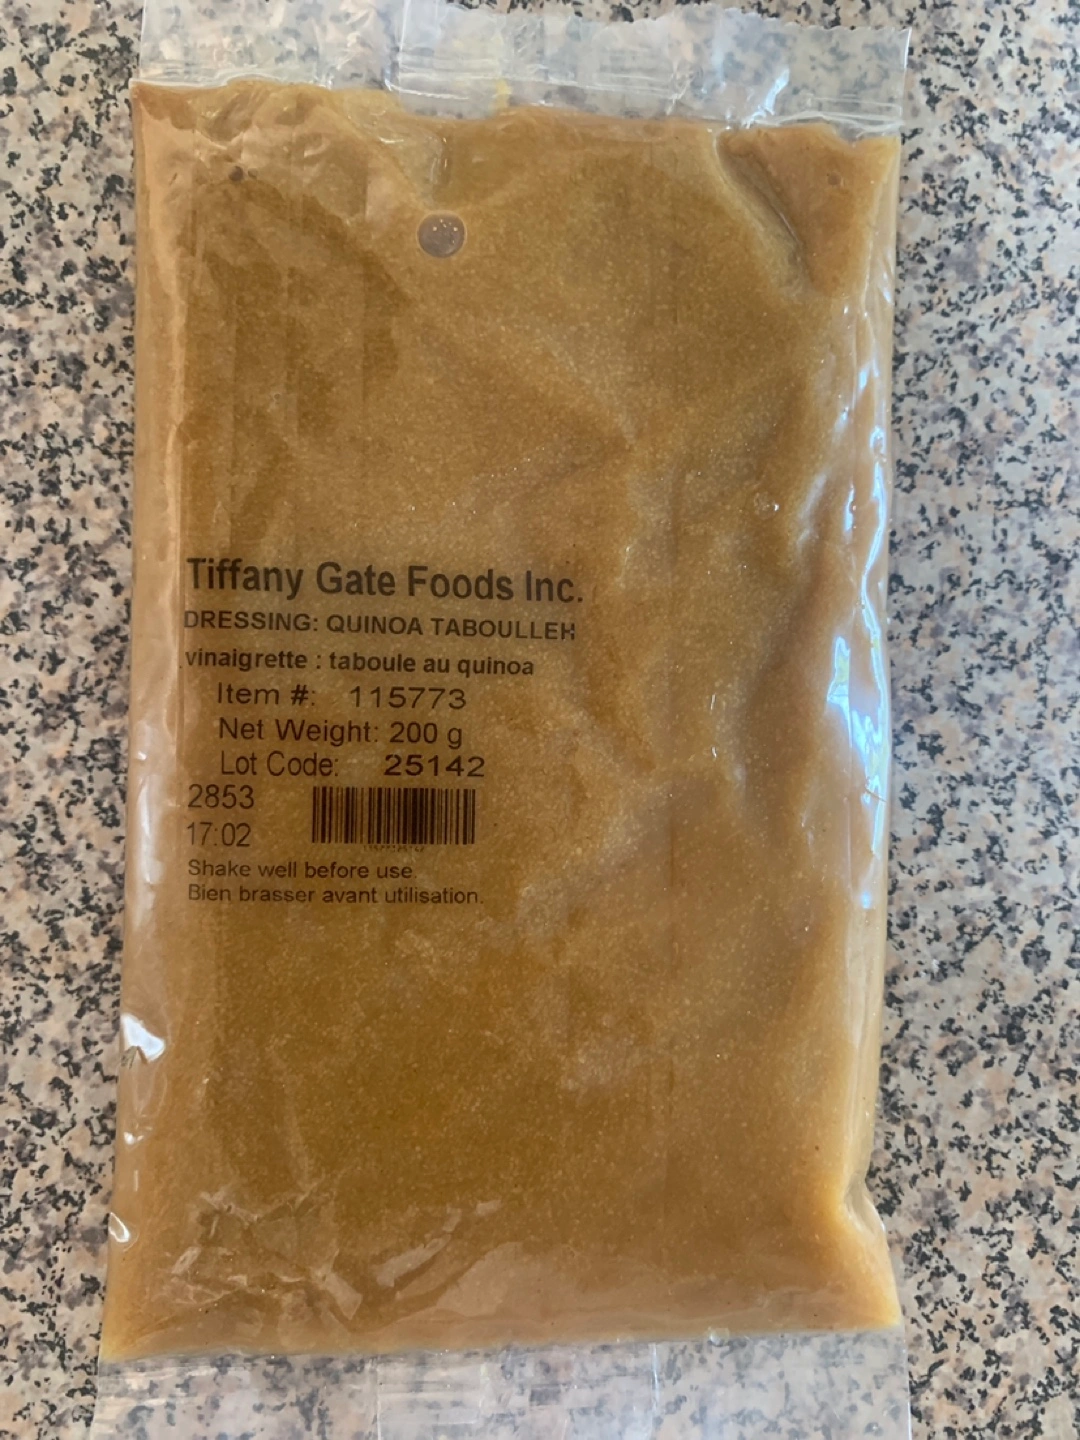 Tiffany Gate Foods Inc.
DRESSING: QUINOA TABOULLEH
vinaigrette : taboule au quinoa
Item #: 115773
Net Weight: 200 g
Lot Code: 25142
2853
17:02
Shake well before use.
Bien brasser avant utilisation.